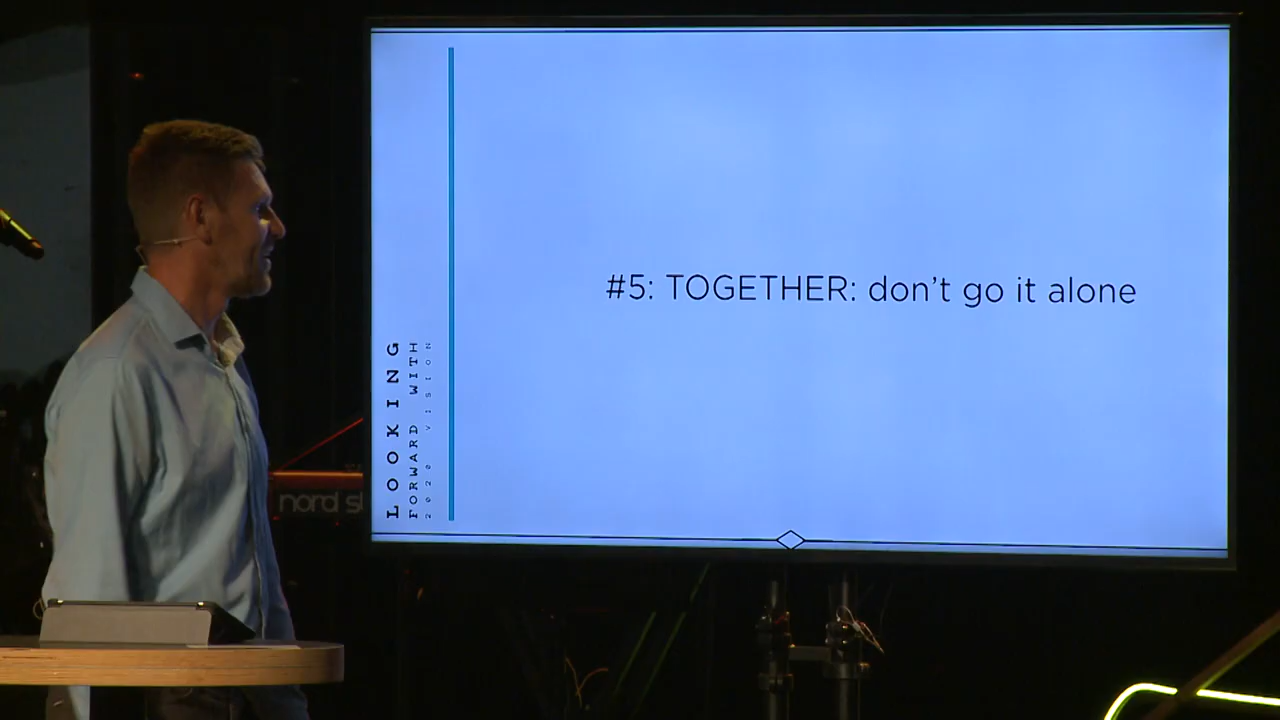 #5: TOGETHER: don't go it alone
LOOKING
FORWARD WITH
2020 VISION
nord